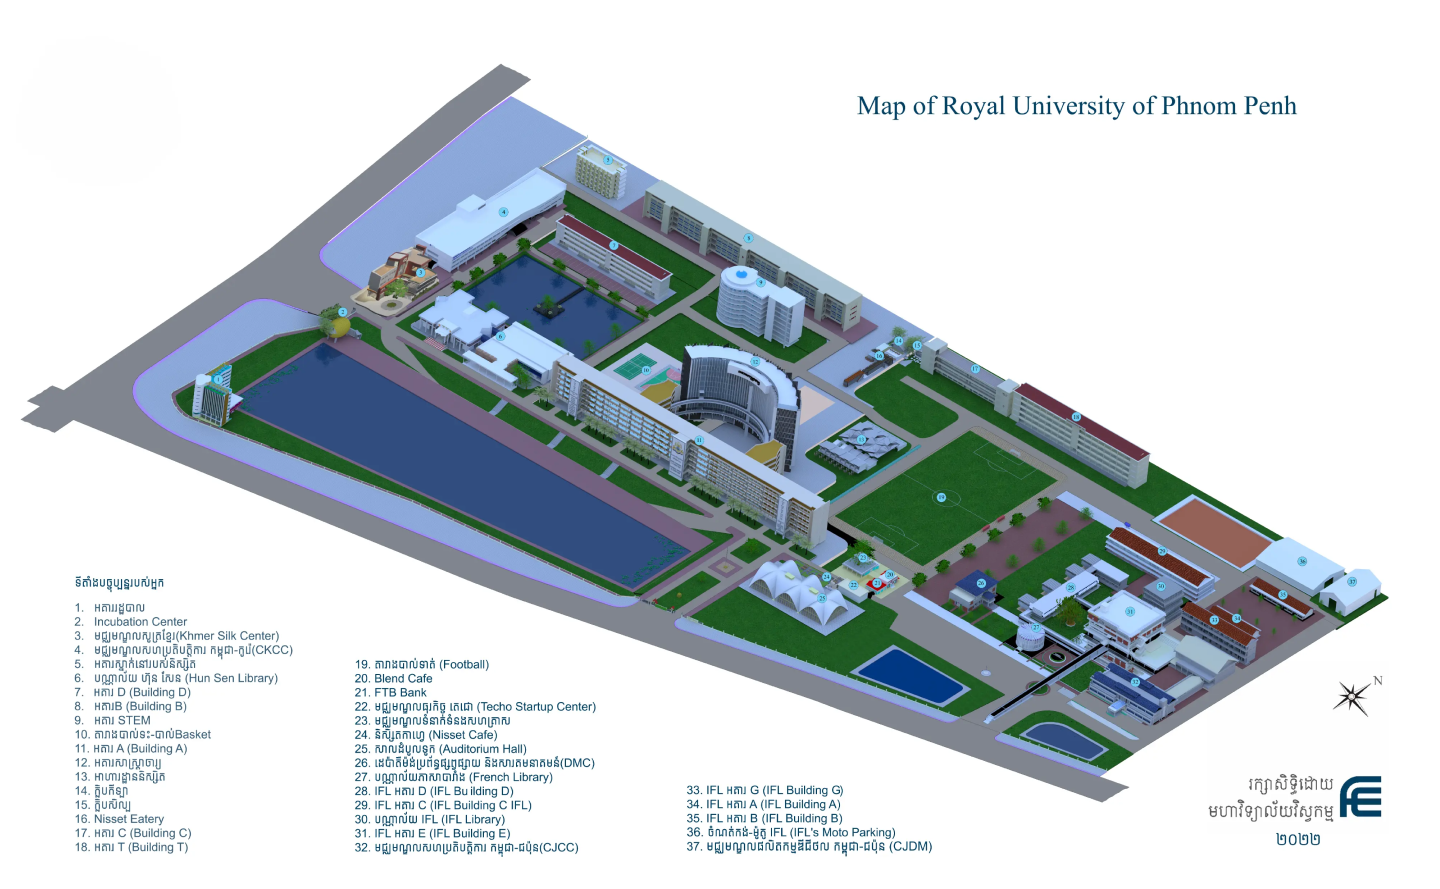 Map of Royal University of Phnom Penh
N
ទីតាំងបច្ចុប្បន្នរបស់អ្នក
1. អគាររដ្ឋបាល
2. Incubation Center
3. មជ្ឈមណ្ឌលសូត្រខ្មែរ(Khmer Silk Center)
4. មជ្ឈមណ្ឌលសហប្រតិបត្តិការ កម្ពុជា-កូរ៉េ(CKCC)
5. អគារស្នាក់នៅរបស់និស្សិត
6. បណ្ណាល័យ ហ៊ុន សែន (Hun Sen Library)
7. អគារ D (Building D)
8. អគារB (Building B)
9. អគារ STEM
10. តារាងបាល់ទះ-បាល់Basket
11. អគារ A (Building A)
12. អគារសាស្ត្រាចារ្យ
13. អាហារដ្ឋាននិស្សិត
14. ក្លិបកីឡា
15. ក្លិបសិល្បៈ
16. Nisset Eatery
17. អគារ C (Building C)
18. អគារ T (Building T)
19. តារាងបាល់ទាត់ (Football)
20. Blend Cafe
21. FTB Bank
22. មជ្ឈមណ្ឌលធុរកិច្ច តេជោ (Techo Startup Center)
23. មជ្ឈមណ្ឌលទំនាក់ទំនងសហគ្រាស
24. និស្សិតកាហ្វេ (Nisset Cafe)
25. សាលដំបូលទូក (Auditorium Hall)
26. ដេប៉ាតឺម៉ង់ប្រព័ន្ធផ្សព្វផ្សាយ និងសារគមនាគមន៍(DMC)
27. បណ្ណាល័យភាសាបារាំង (French Library)
28. IFL អគារ D (IFL Building D)
29. IFL អគារ C (IFL Building C IFL)
30. បណ្ណាល័យ IFL (IFL Library)
31. IFL អគារ E (IFL Building E)
32. មជ្ឈមណ្ឌលសហប្រតិបត្តិការ កម្ពុជា-ជប៉ុន(CJCC)
33. IFL អគារ G (IFL Building G)
34. IFL អគារ A (IFL Building A)
35. IFL អគារ B (IFL Building B)
36. ចំណតកង់-ម៉ូតូ IFL (IFL's Moto Parking)
37. មជ្ឈមណ្ឌលផលិតកម្មឌីជីថល កម្ពុជា-ជប៉ុន (CJDM)
រក្សាសិទ្ធិដោយ
មហាវិទ្យាល័យវិស្វកម្ម
២០២២